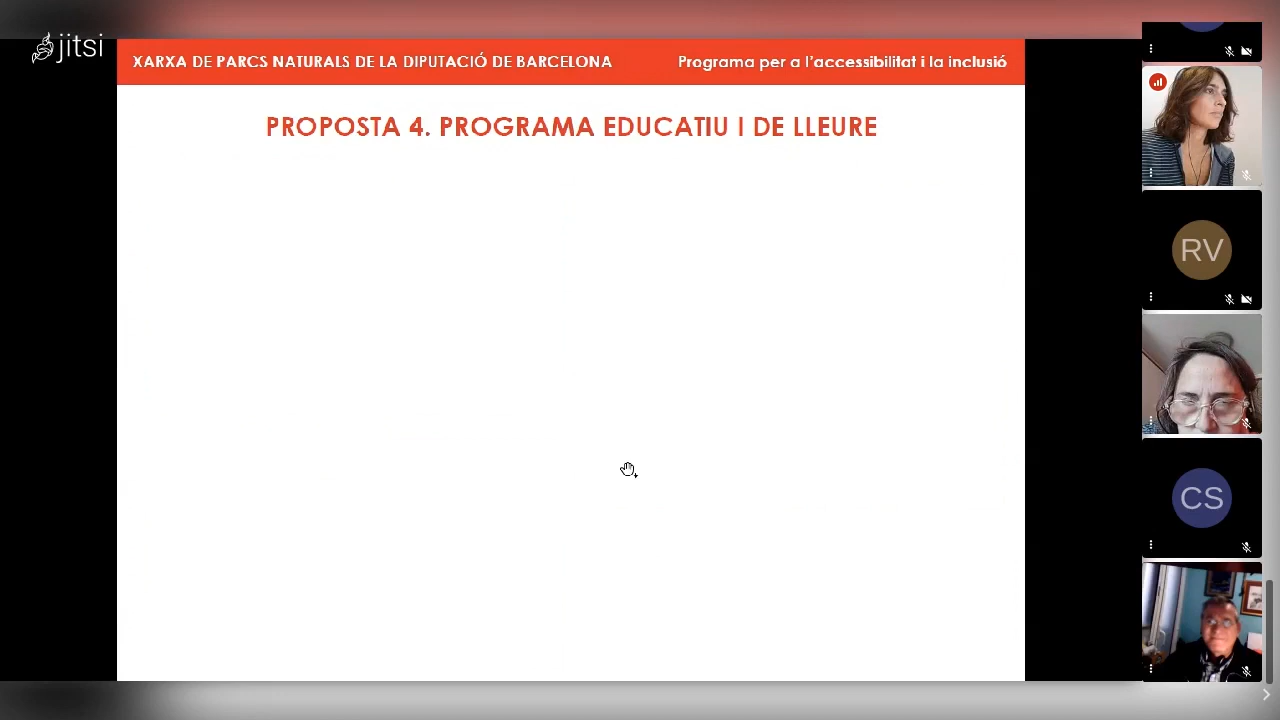 jitsi
XARXA DE PARCS NATURALS DE LA DIPUTACIÓ DE BARCELONA
Programa per a l'accessibilitat i la inclusió
PROPOSTA 4. PROGRAMA EDUCATIU I DE LLEURE
RV
CS